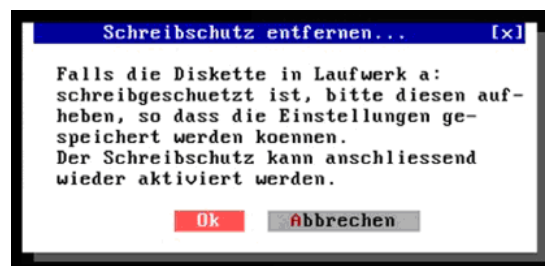 Schreibschutz entfernen... [x]
Falls die Diskette in Laufwerk a:
schreibgeschuetzt ist, bitte diesen auf-
heben, so dass die Einstellungen ge-
speichert werden koennen.
Der Schreibschutz kann anschliessend
wieder aktiviert werden.
Ok Abbrechen